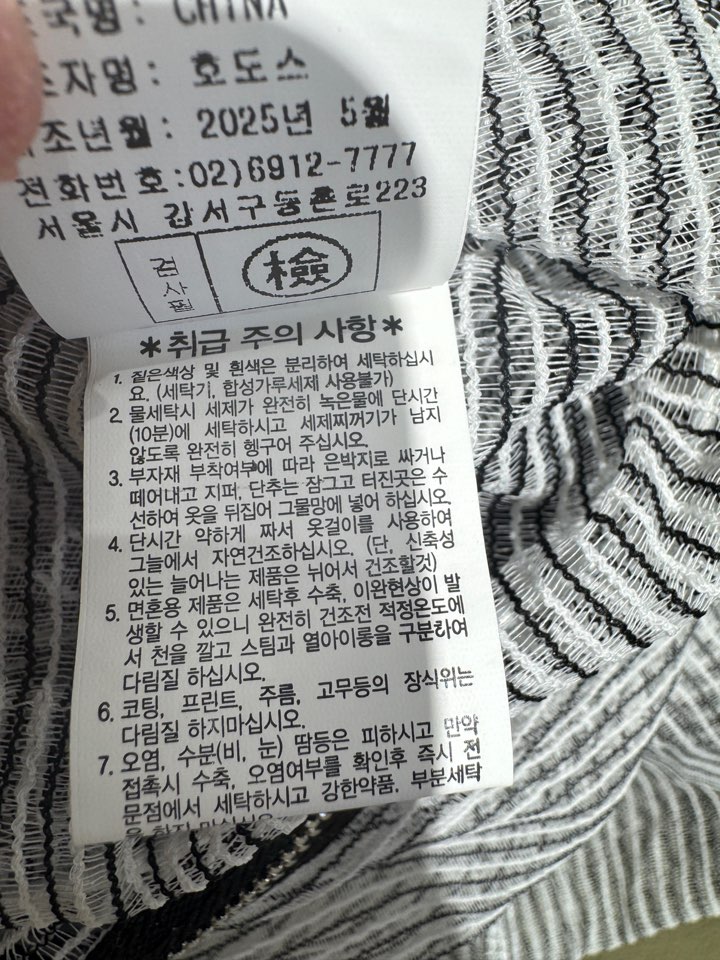 국명: CHINA
자명: 호도스
조년월: 2025년 5월
전화번호:02)6912-7777
서울시 강서구등촌로223
검사필
檢
*취급 주의 사항*
1. 짙은색상 및 흰색은 분리하여 세탁하십시
요. (세탁기, 합성가루세제 사용불가)
2. 물세탁시 세제가 완전히 녹은물에 단시간
(10분)에 세탁하시고 세제찌꺼기가 남지
않도록 완전히 헹구어 주십시오.
3. 부자재 부착여부에 따라 은박지로 싸거나
떼어내고 지퍼, 단추는 잠그고 터진곳은 수
선하여 옷을 뒤집어 그물망에 넣어 하십시오.
4. 단시간 약하게 짜서 옷걸이를 사용하여
그늘에서 자연건조하십시오. (단, 신축성
있는 늘어나는 제품은 뉘어서 건조할것)
5. 면혼용 제품은 세탁후 수축, 이완현상이 발
생할 수 있으니 완전히 건조전 적정온도에
서 천을 깔고 스팀과 열아이롱을 구분하여
다림질 하십시오.
6. 코팅, 프린트, 주름, 고무등의 장식위는
다림질 하지마십시오.
7. 오염, 수분(비, 눈) 땀등은 피하시고 만약
접촉시 수축, 오염여부를 확인후 즉시 전
문점에서 세탁하시고 강한약품, 부분세탁